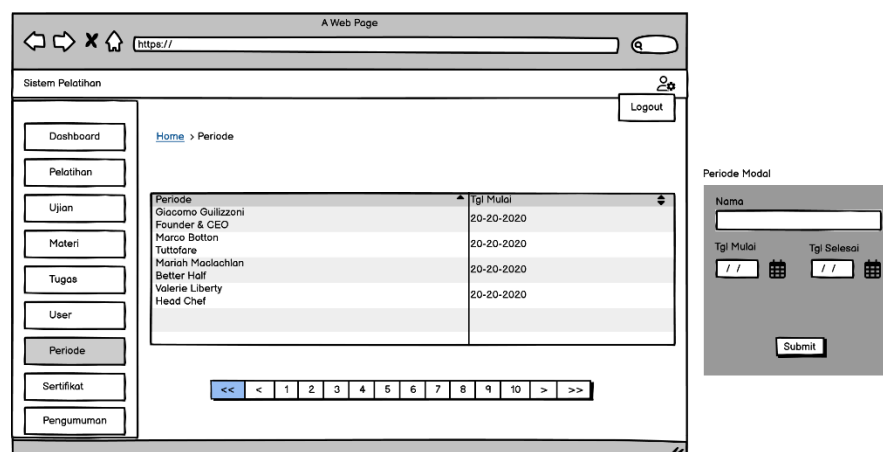 A Web Page
https://
Sistem Pelatihan
Logout
Dashboard
Pelatihan
Ujian
Materi
Tugas
User
Periode
Sertifikat
Pengumuman
Home > Periode
Periode Tgl Mulai
Giacomo Guilizzoni
Founder & CEO
20-20-2020
Marco Botton
Tuttofare
20-20-2020
Mariah Maclachlan
Better Half
20-20-2020
Valerie Liberty
Head Chef
20-20-2020
<< < 1 2 3 4 5 6 7 8 9 10 > >>
Periode Modal
Nama
Tgl Mulai Tgl Selesai
/ / / /
Submit